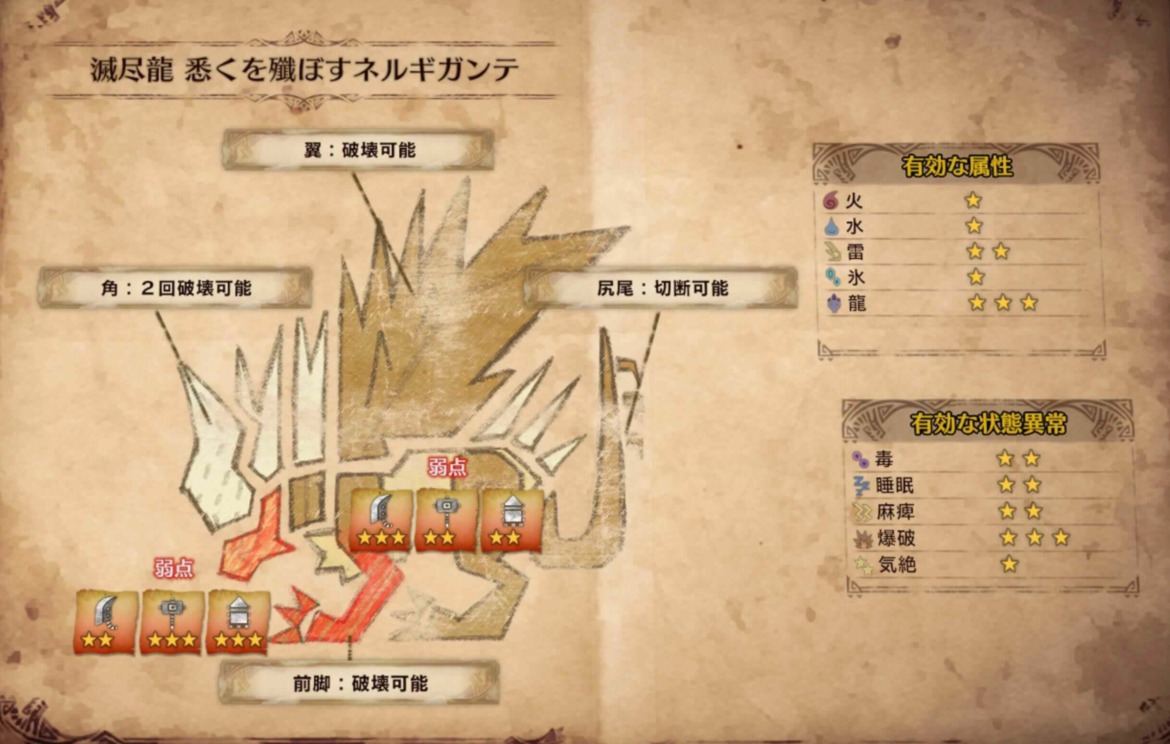 滅尽龍 悉くを殲ぼすネルギガンテ
翼：破壊可能
角：２回破壊可能
尻尾：切断可能
弱点
弱点
前脚：破壊可能
有効な属性
火 ★
水 ★
雷 ★★
氷 ★
龍 ★★★
有効な状態異常
毒 ★★
睡眠 ★★
麻痺 ★★
爆破 ★★★
気絶 ★